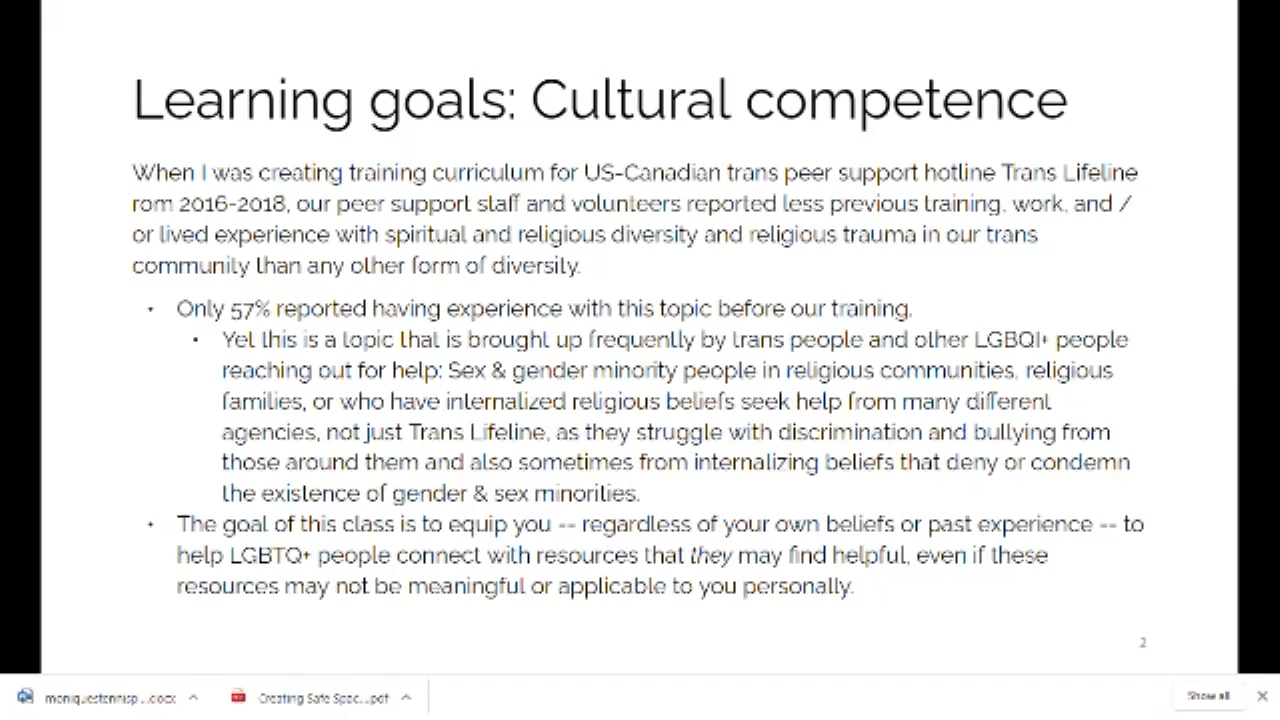 Learning goals: Cultural competence
When I was creating training curriculum for US-Canadian trans peer support hotline Trans Lifeline
rom 2016-2018, our peer support staff and volunteers reported less previous training, work, and /
or lived experience with spiritual and religious diversity and religious trauma in our trans
community than any other form of diversity.
• Only 57% reported having experience with this topic before our training.
• Yet this is a topic that is brought up frequently by trans people and other LGBQI+ people
reaching out for help: Sex & gender minority people in religious communities, religious
families, or who have internalized religious beliefs seek help from many different
agencies, not just Trans Lifeline, as they struggle with discrimination and bullying from
those around them and also sometimes from internalizing beliefs that deny or condemn
the existence of gender & sex minorities.
• The goal of this class is to equip you -- regardless of your own beliefs or past experience -- to
help LGBTQ+ people connect with resources that they may find helpful, even if these
resources may not be meaningful or applicable to you personally.
2
moniquestennisp....docx Creating Safe Spac....pdf Show all